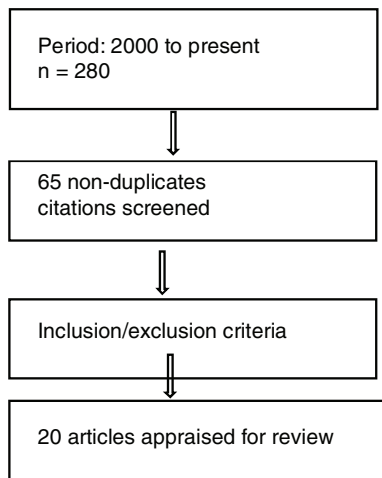 Period: 2000 to present
n = 280
65 non-duplicates
citations screened
Inclusion/exclusion criteria
20 articles appraised for review